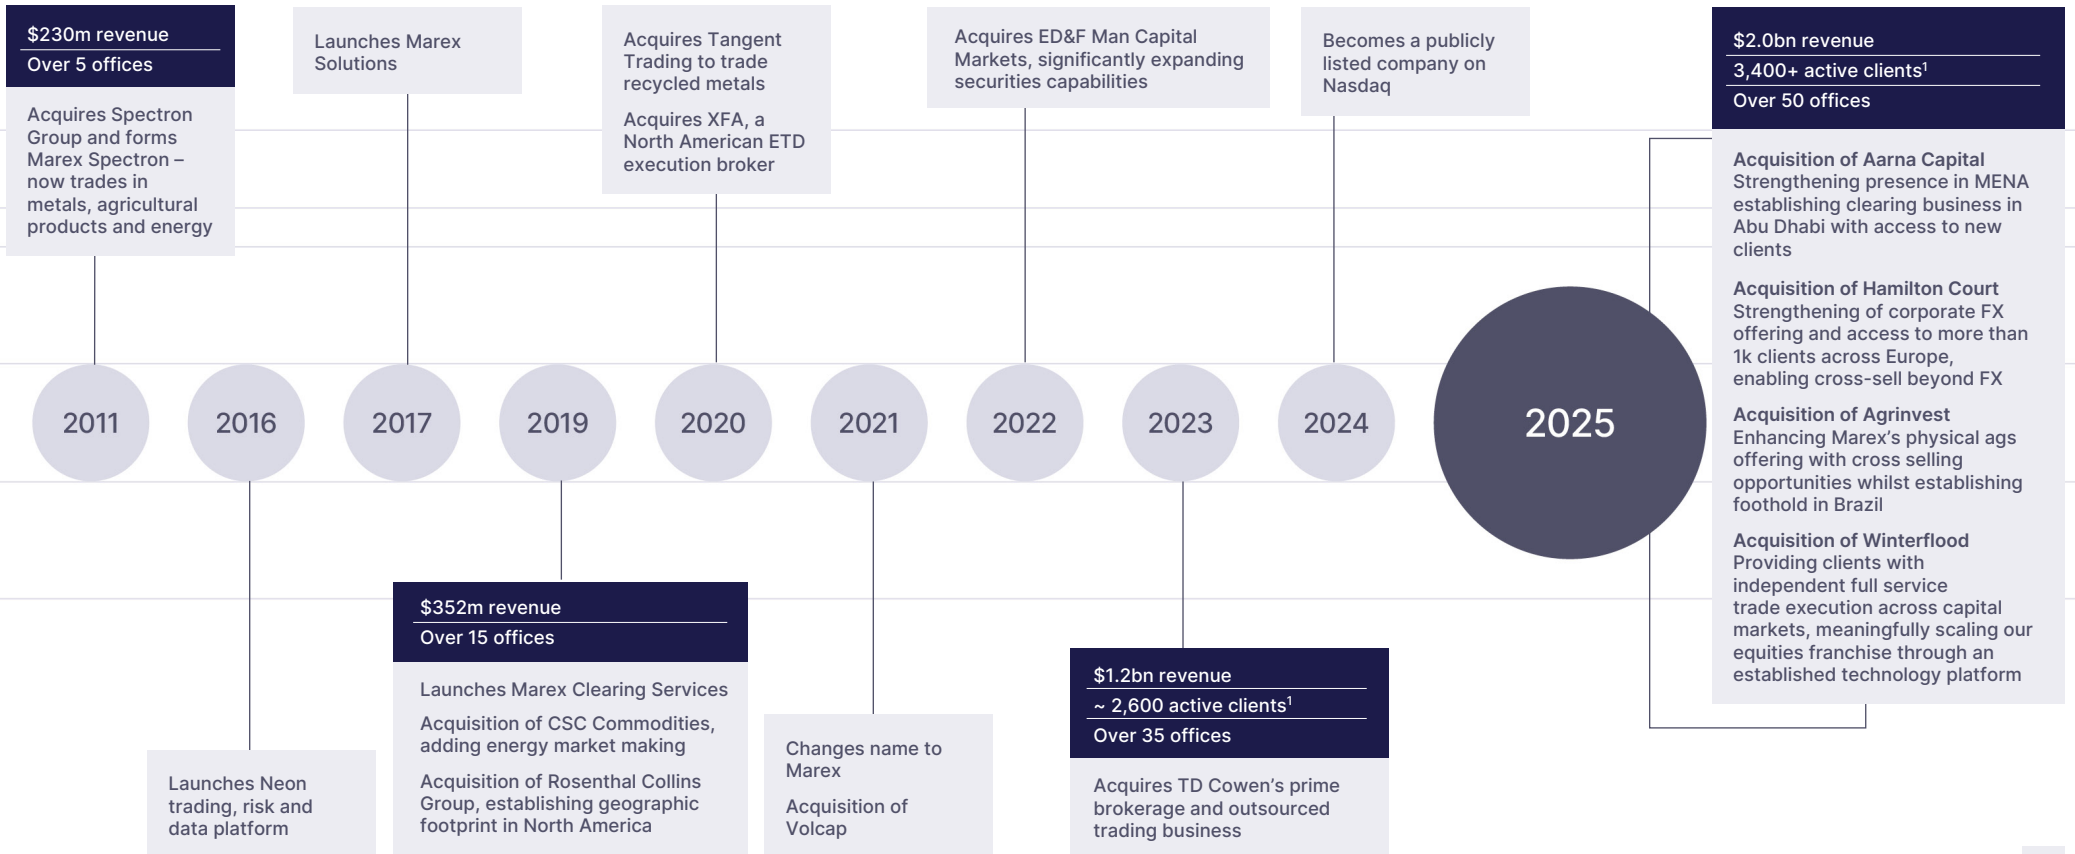 $230m revenue
Over 5 offices
Acquires Spectron
Group and forms
Marex Spectron –
now trades in
metals, agricultural
products and energy
Launches Marex
Solutions
Acquires Tangent
Trading to trade
recycled metals
Acquires XFA, a
North American ETD
execution broker
Acquires ED&F Man Capital
Markets, significantly expanding
securities capabilities
Becomes a publicly
listed company on
Nasdaq
$2.0bn revenue
3,400+ active clients¹
Over 50 offices
Acquisition of Aarna Capital
Strengthening presence in MENA
establishing clearing business in
Abu Dhabi with access to new
clients
Acquisition of Hamilton Court
Strengthening of corporate FX
offering and access to more than
1k clients across Europe,
enabling cross-sell beyond FX
Acquisition of Agrinvest
Enhancing Marex’s physical ags
offering with cross selling
opportunities whilst establishing
foothold in Brazil
Acquisition of Winterflood
Providing clients with
independent full service
trade execution across capital
markets, meaningfully scaling our
equities franchise through an
established technology platform
2011
2016
2017
2019
2020
2021
2022
2023
2024
2025
Launches Neon
trading, risk and
data platform
$352m revenue
Over 15 offices
Launches Marex Clearing Services
Acquisition of CSC Commodities,
adding energy market making
Acquisition of Rosenthal Collins
Group, establishing geographic
footprint in North America
Changes name to
Marex
Acquisition of
Volcap
$1.2bn revenue
~ 2,600 active clients¹
Over 35 offices
Acquires TD Cowen’s prime
brokerage and outsourced
trading business